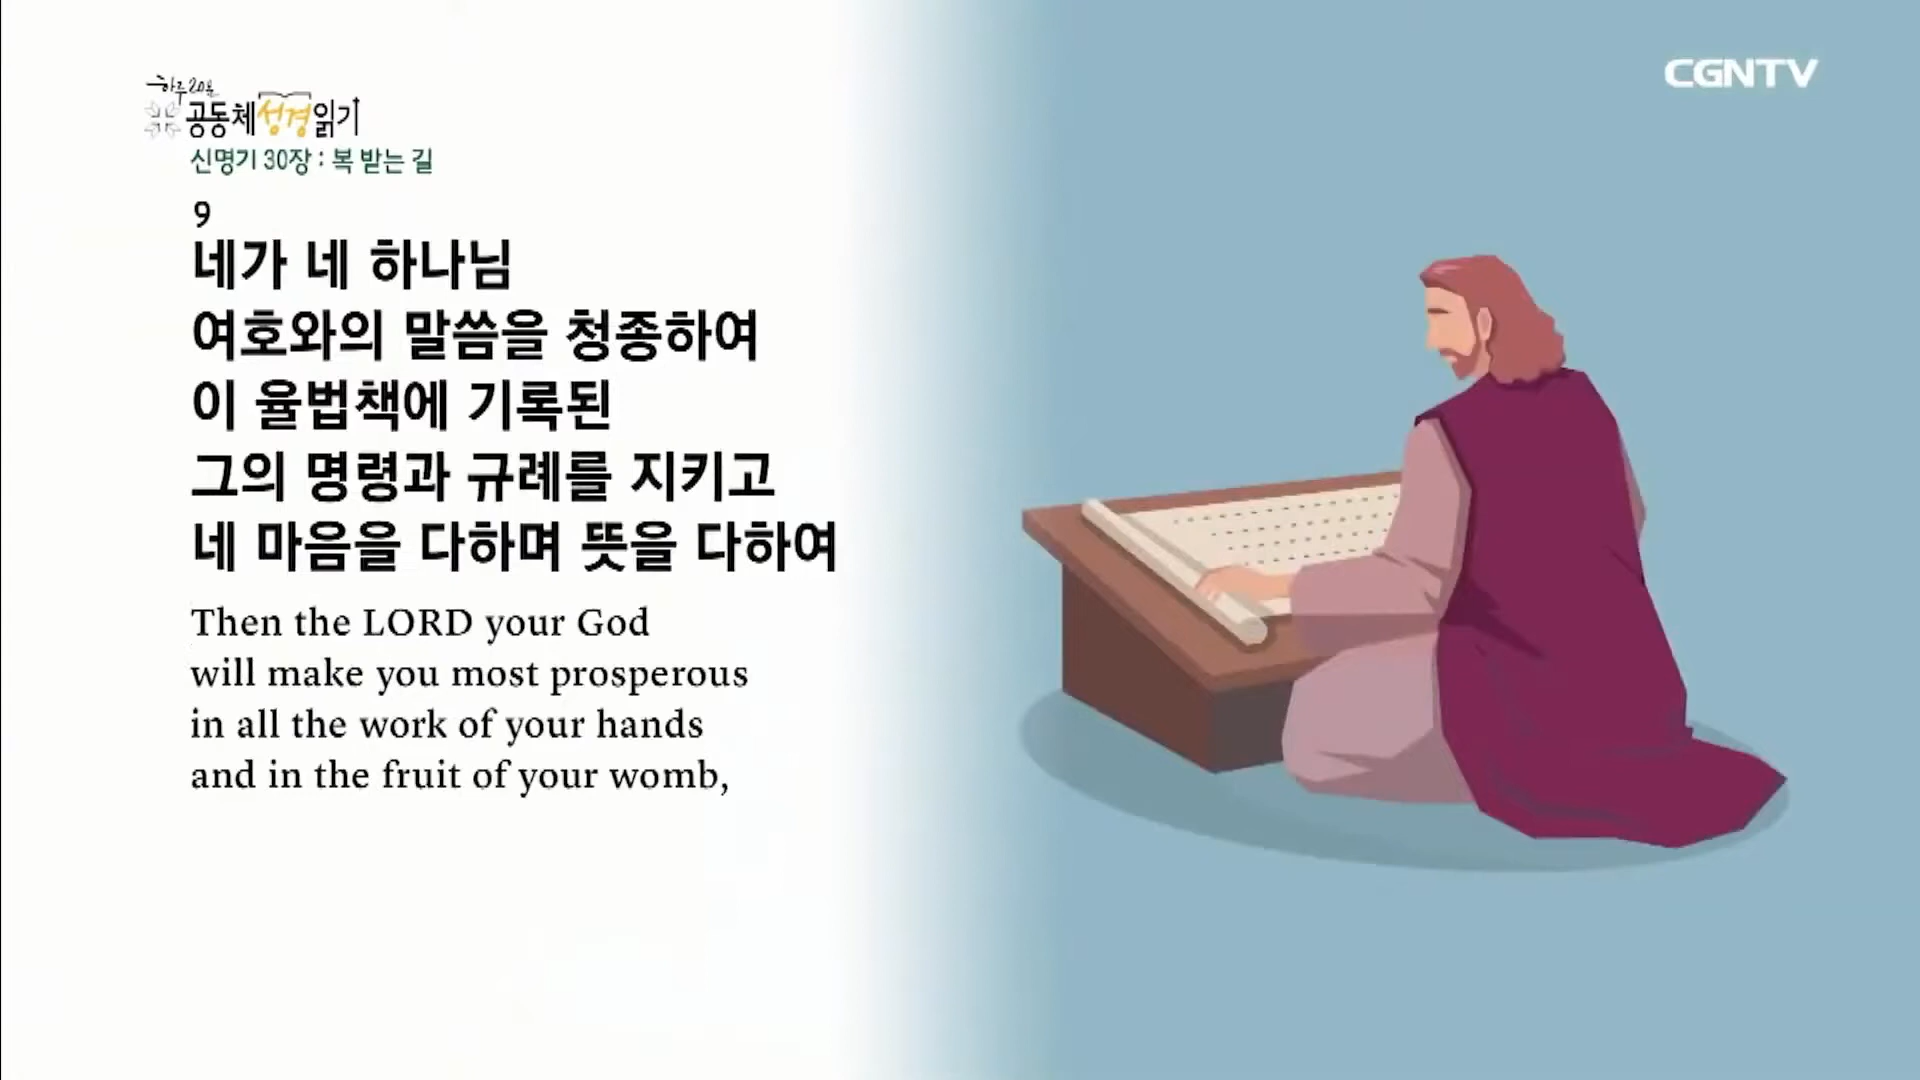 하루 20분
공동체성경읽기
CGNTV
신명기 30장 : 복 받는 길
9
네가 네 하나님
여호와의 말씀을 청종하여
이 율법책에 기록된
그의 명령과 규례를 지키고
네 마음을 다하며 뜻을 다하여
Then the LORD your God
will make you most prosperous
in all the work of your hands
and in the fruit of your womb,